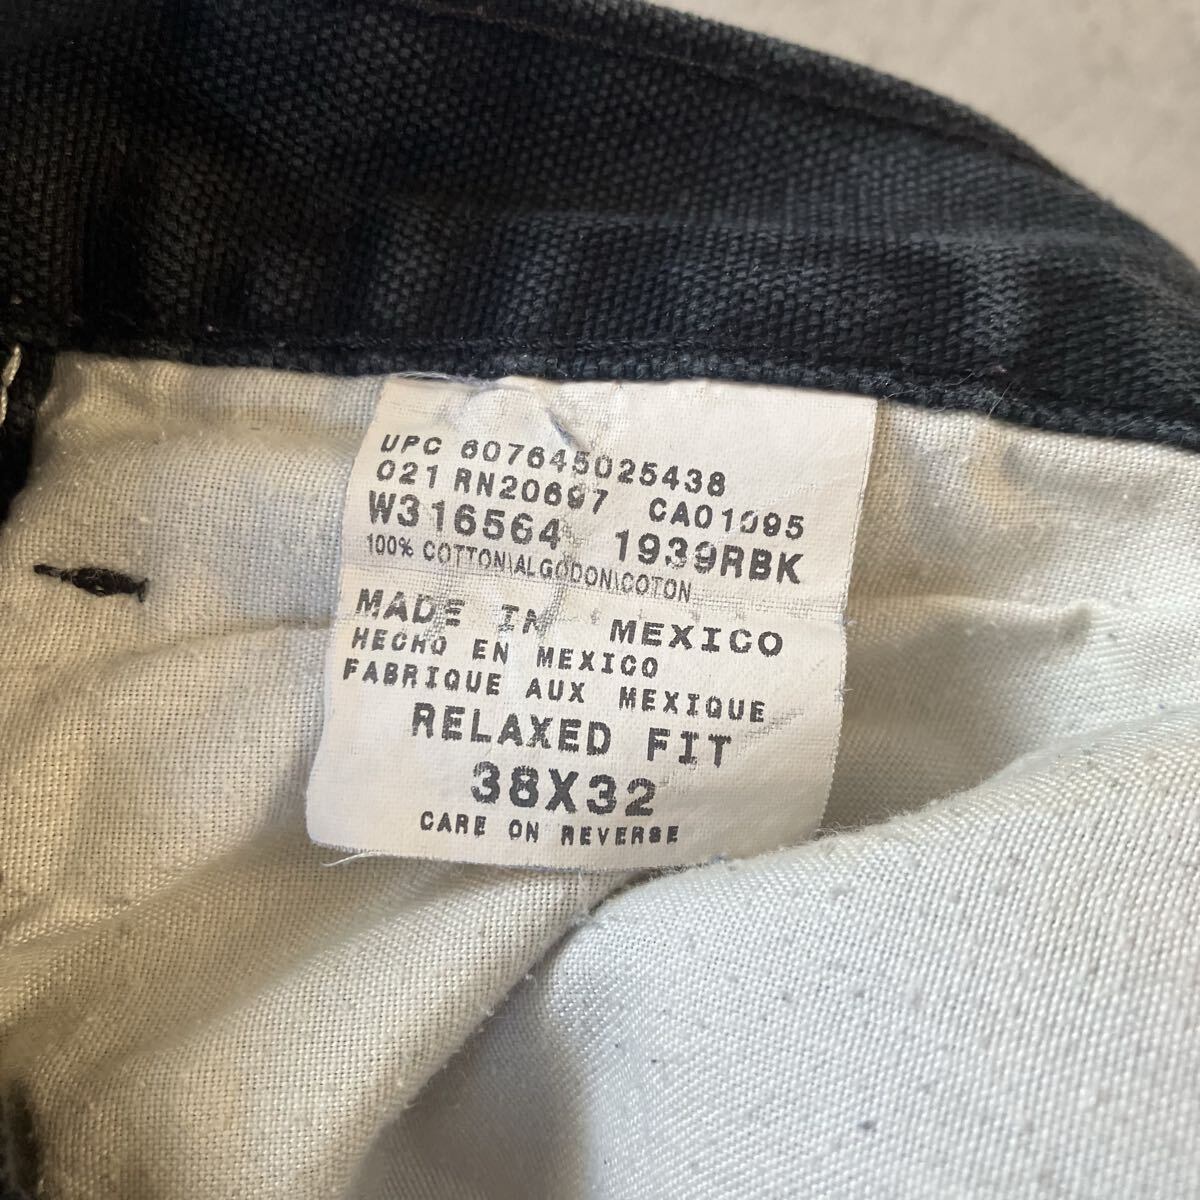 UPC 607645025438
021 RN20697 CA01095
W316564 1939RBK
100% COTTON\ALGODON\COTON
MADE IN MEXICO
HECHO EN MEXICO
FABRIQUE AUX MEXIQUE
RELAXED FIT
38X32
CARE ON REVERSE